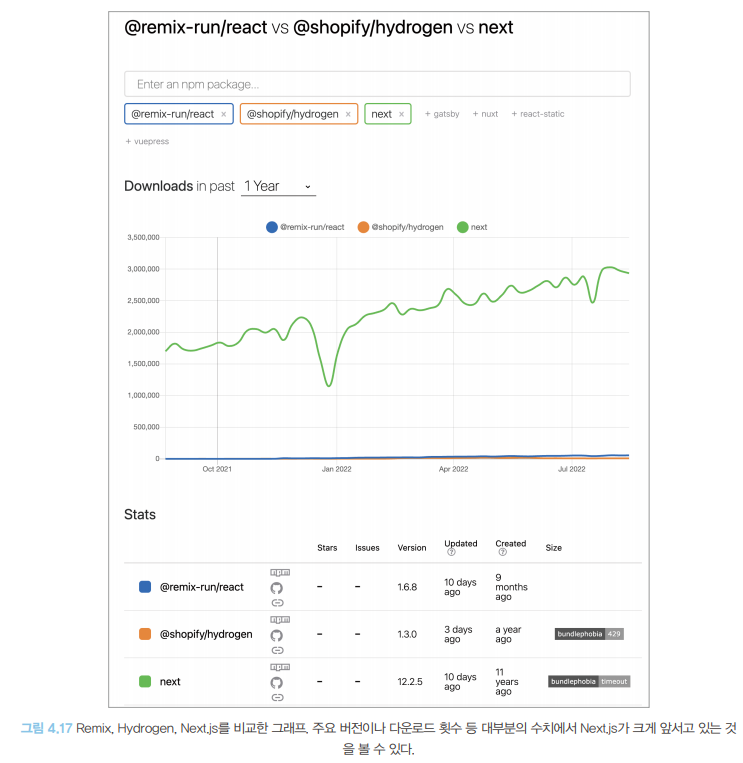 @remix-run/react vs @shopify/hydrogen vs next
Enter an npm package...
@remix-run/react × @shopify/hydrogen × next × + gatsby + nuxt + react-static
+ vuepress
Downloads in past 1 Year
@remix-run/react @shopify/hydrogen next
3,500,000
3,000,000
2,500,000
2,000,000
1,500,000
1,000,000
500,000
0
Oct 2021 Jan 2022 Apr 2022 Jul 2022
Stats
Stars Issues Version Updated ? Created ? Size
@remix-run/react – – 1.6.8 10 days ago 9 months ago
@shopify/hydrogen – – 1.3.0 3 days ago a year ago bundlephobia 429
next – – 12.2.5 10 days ago 11 years ago bundlephobia timeout
그림 4.17 Remix, Hydrogen, Next.js를 비교한 그래프. 주요 버전이나 다운로드 횟수 등 대부분의 수치에서 Next.js가 크게 앞서고 있는 것
을 볼 수 있다.